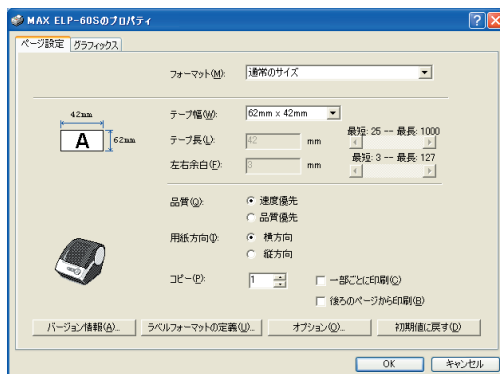 MAX ELP-60Sのプロパティ
ページ設定 グラフィックス
フォーマット(M): 通常のサイズ
42mm
A
62mm
テープ幅(W): 62mm x 42mm
テープ長(L): 42 mm 最短: 25 -- 最長: 1000
左右余白(F): 3 mm 最短: 3 -- 最長: 127
品質(Q): 速度優先
品質優先
用紙方向(I): 横方向
縦方向
コピー(P): 1 一部ごとに印刷(C)
後ろのページから印刷(B)
バージョン情報(A)... ラベルフォーマットの定義(U)... オプション(O)... 初期値に戻す(D)
OK キャンセル